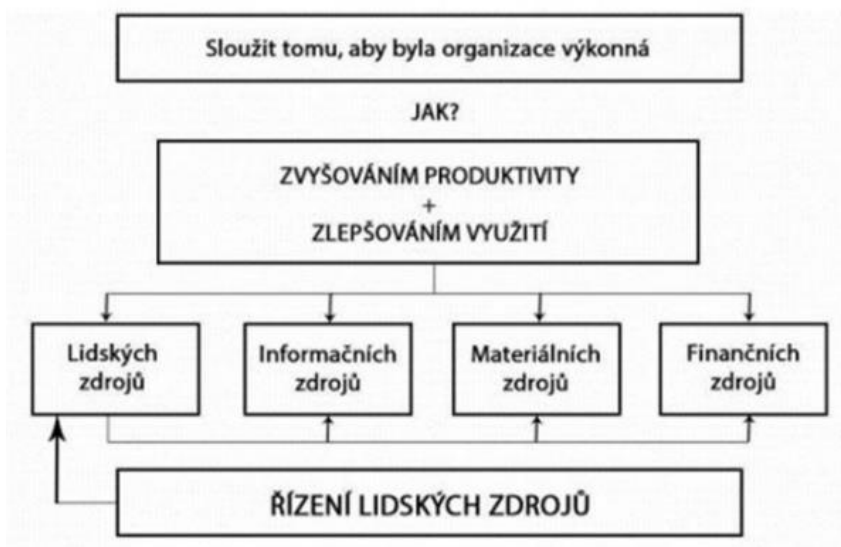 Sloužit tomu, aby byla organizace výkonná
JAK?
ZVYŠOVÁNÍM PRODUKTIVITY
+
ZLEPŠOVÁNÍM VYUŽITÍ
Lidských
zdrojů
Informačních
zdrojů
Materiálních
zdrojů
Finančních
zdrojů
ŘÍZENÍ LIDSKÝCH ZDROJŮ